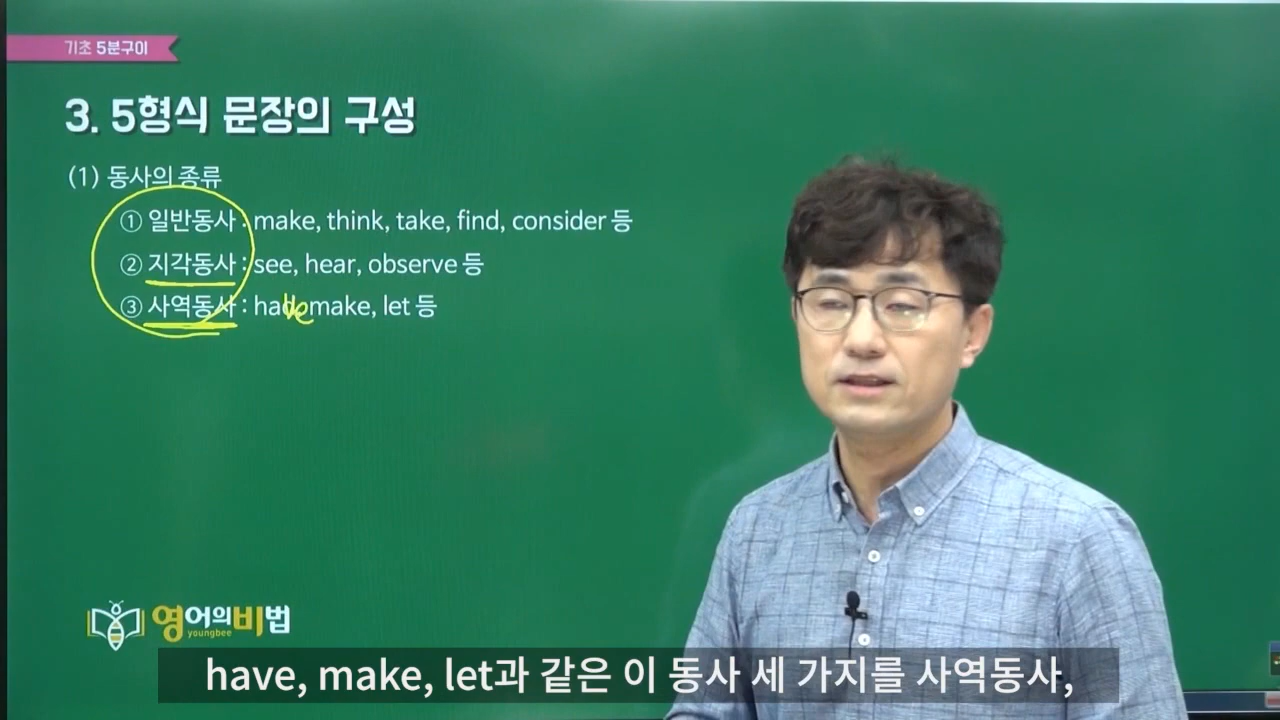 기초 5분구이
3. 5형식 문장의 구성
(1) 동사의 종류
① 일반동사 : make, think, take, find, consider 등
② 지각동사 : see, hear, observe 등
③ 사역동사 : have make, let 등
영어의비법
youngbee
have, make, let과 같은 이 동사 세 가지를 사역동사,